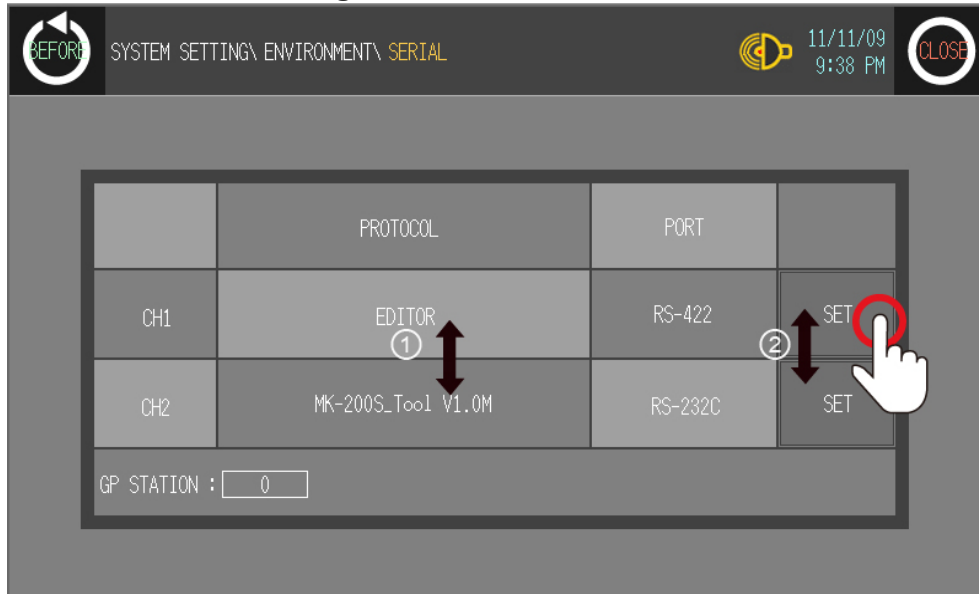 BEFORE SYSTEM SETTING\ ENVIRONMENT\ SERIAL 11/11/09 CLOSE
9:38 PM
PROTOCOL PORT
CH1 EDITOR RS-422 SET
① ②
CH2 MK-200S_Tool V1.0M RS-232C SET
GP STATION : 0